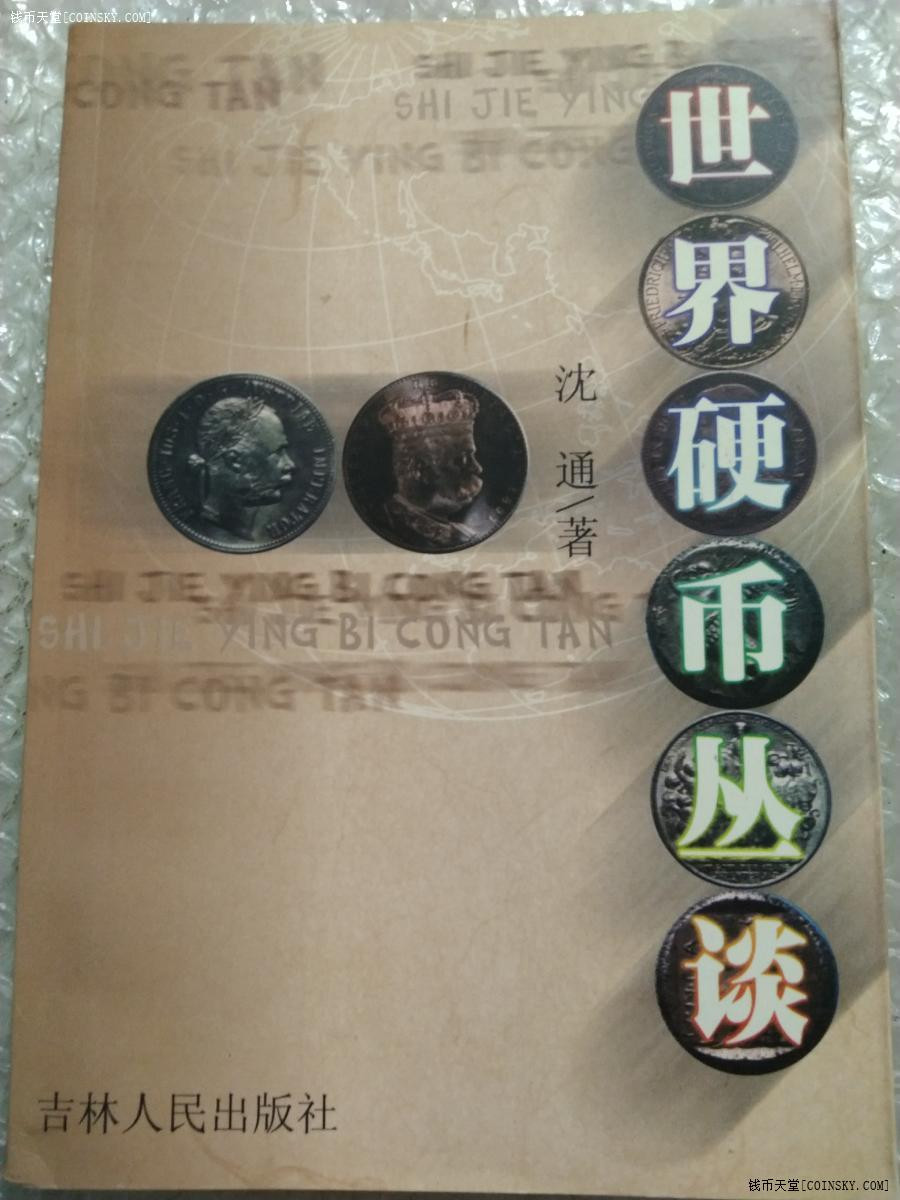 钱币天堂[COINSKY.COM]
CONG TAN
SHI JIE YING
SHI JIE YING BI CONG
世界硬币丛谈
沈通/著
SHI JIE YING BI CONG TAN
SHI JIE YING BI CONG TAN
NG BI CONG TAN
吉林人民出版社
钱币天堂[COINSKY.COM]